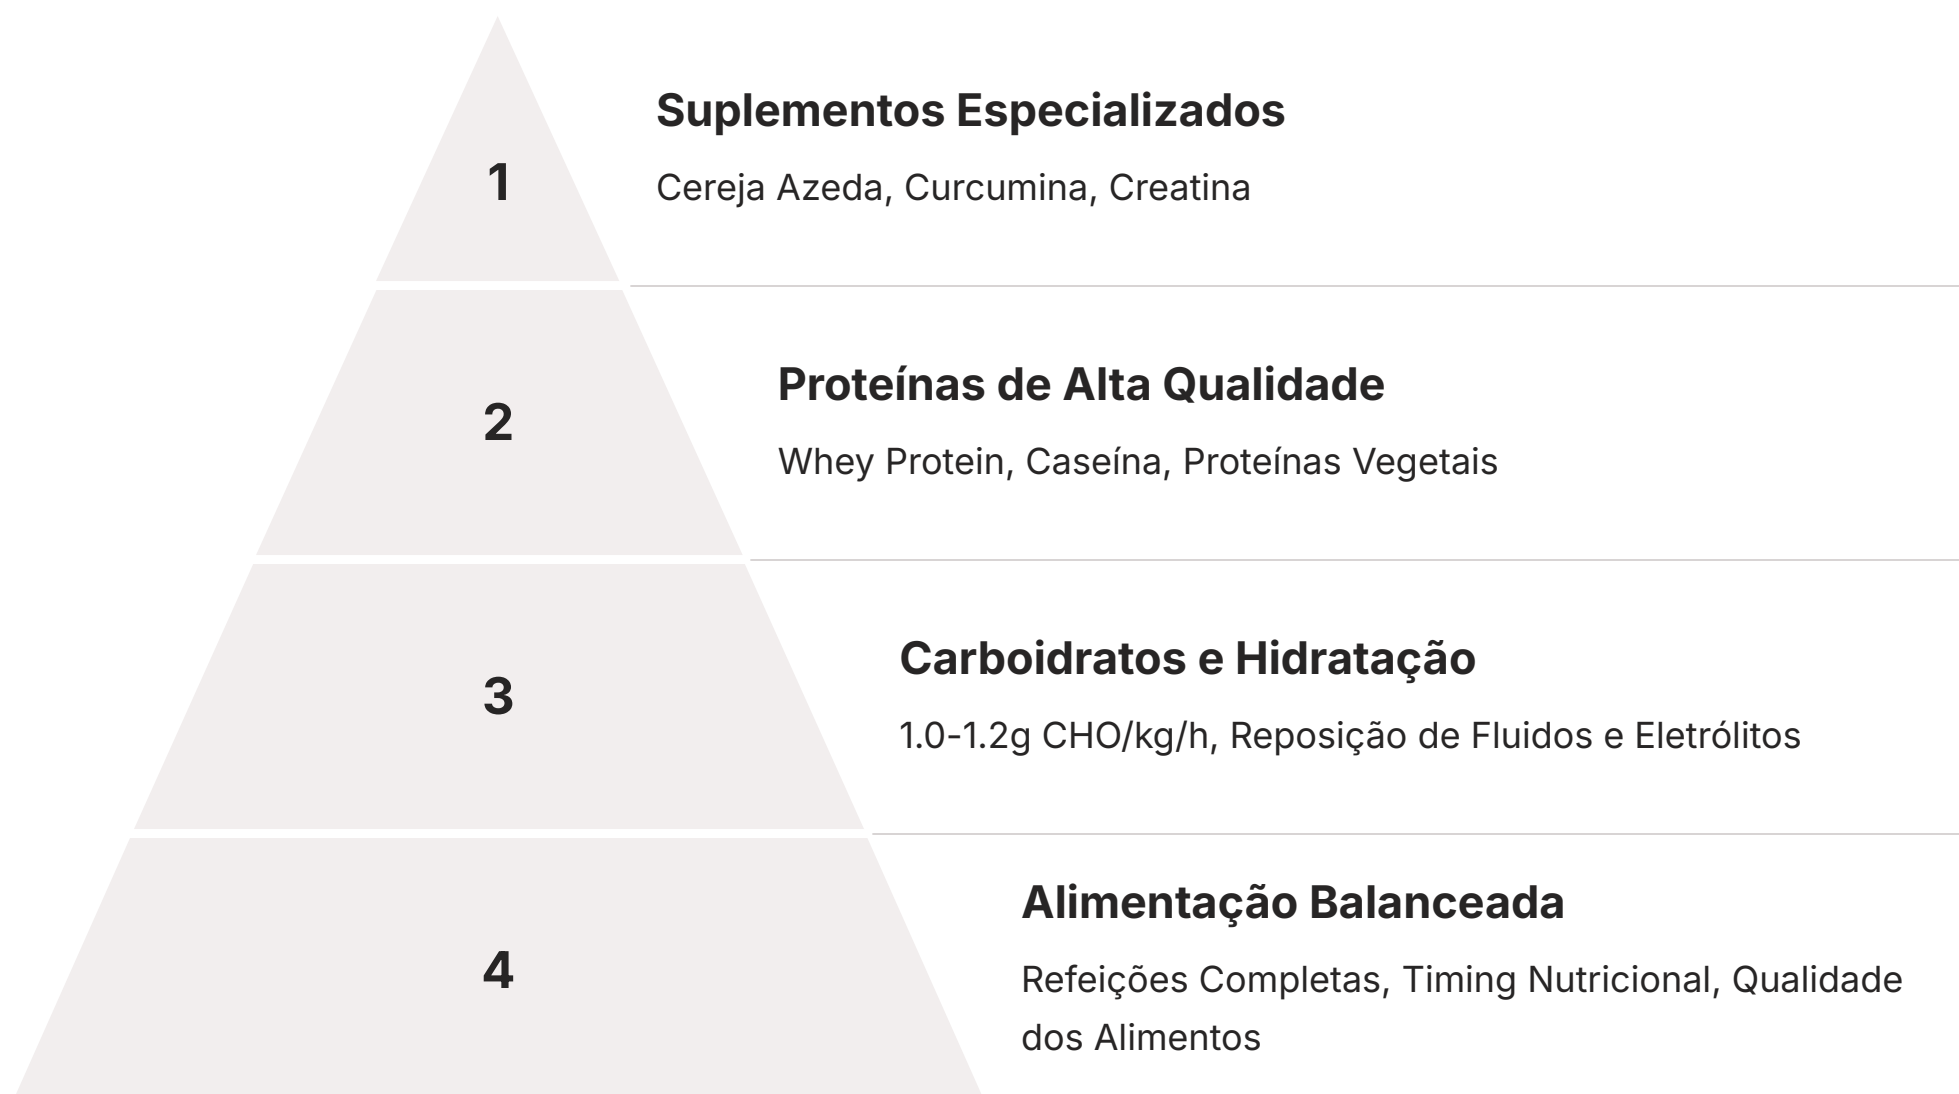 1
Suplementos Especializados
Cereja Azeda, Curcumina, Creatina
2
Proteínas de Alta Qualidade
Whey Protein, Caseína, Proteínas Vegetais
3
Carboidratos e Hidratação
1.0-1.2g CHO/kg/h, Reposição de Fluidos e Eletrólitos
4
Alimentação Balanceada
Refeições Completas, Timing Nutricional, Qualidade
dos Alimentos